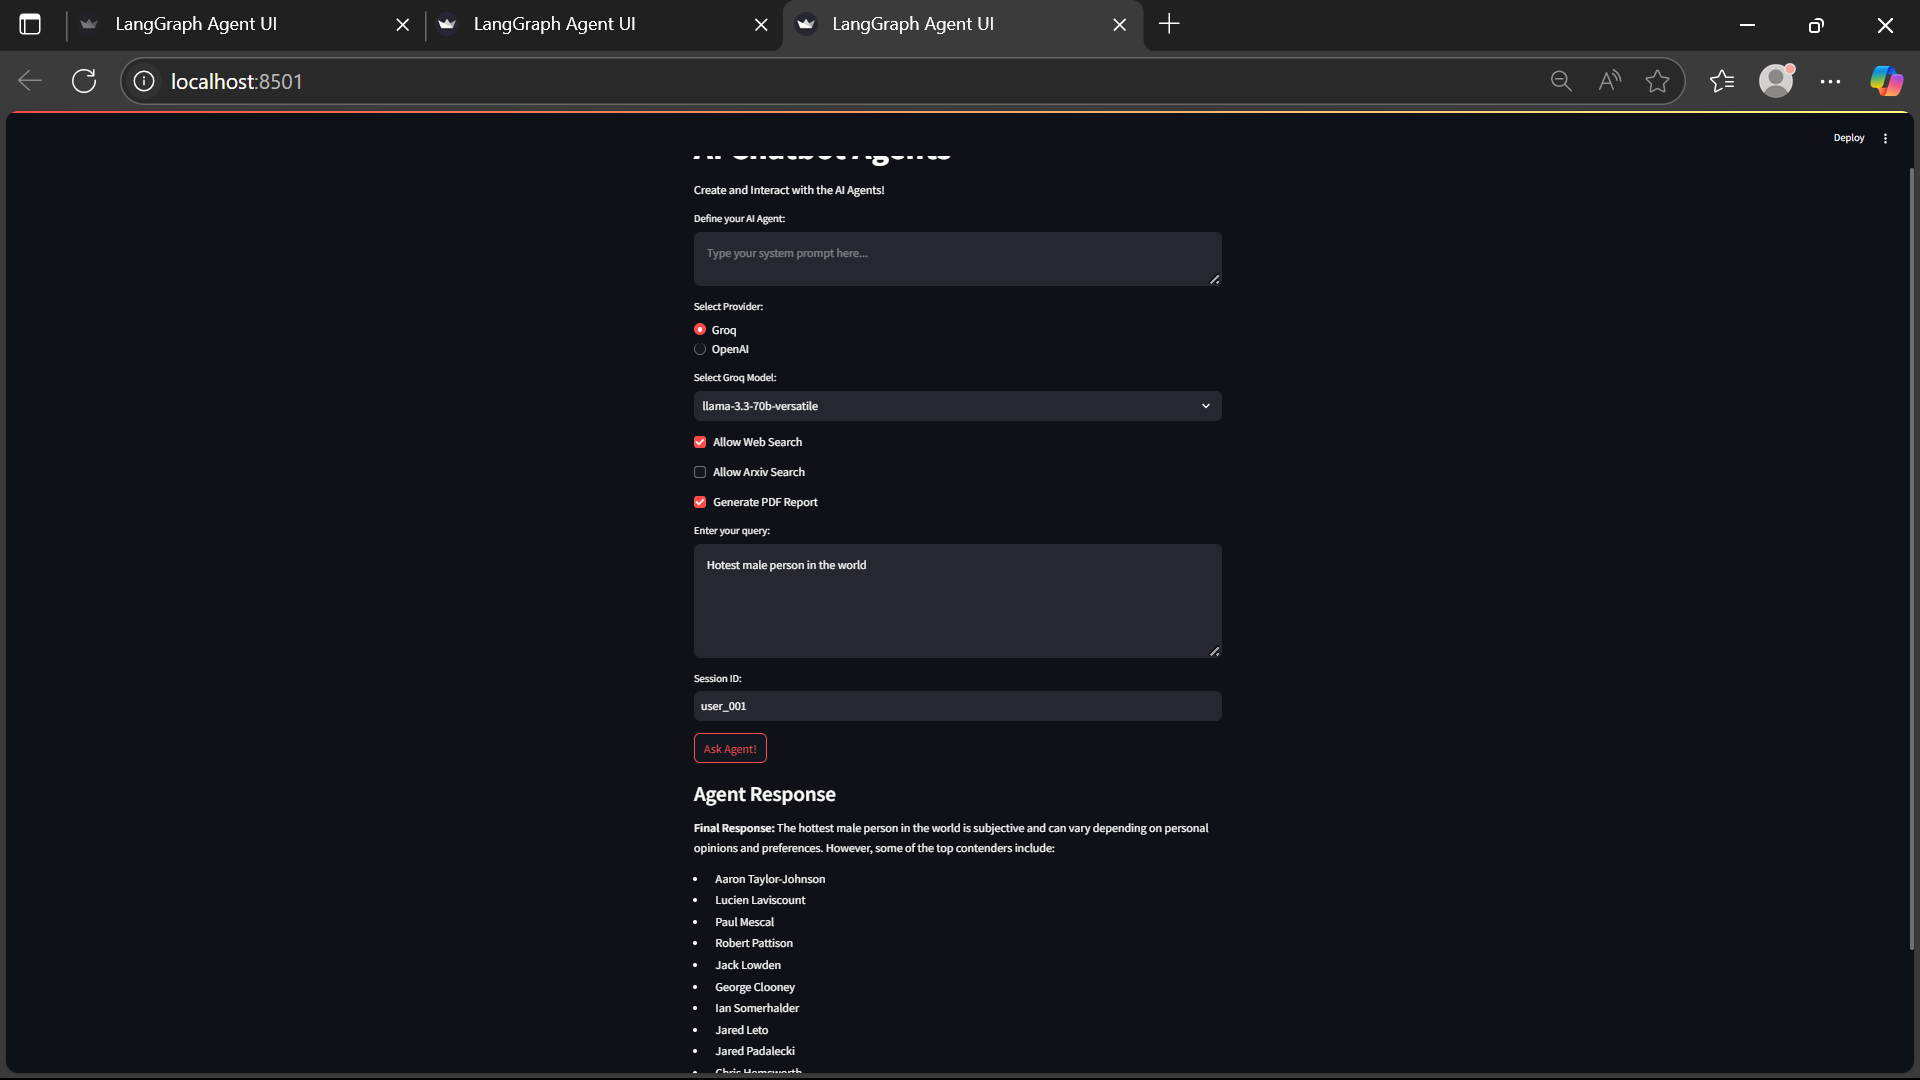 LangGraph Agent UI
LangGraph Agent UI
LangGraph Agent UI
localhost:8501
Deploy
AI Chatbot Agents
Create and Interact with the AI Agents!
Define your AI Agent:
Type your system prompt here...
Select Provider:
Groq
OpenAI
Select Groq Model:
llama-3.3-70b-versatile
Allow Web Search
Allow Arxiv Search
Generate PDF Report
Enter your query:
Hotest male person in the world
Session ID:
user_001
Ask Agent!
Agent Response
Final Response: The hottest male person in the world is subjective and can vary depending on personal
opinions and preferences. However, some of the top contenders include:
• Aaron Taylor-Johnson
• Lucien Laviscount
• Paul Mescal
• Robert Pattison
• Jack Lowden
• George Clooney
• Ian Somerhalder
• Jared Leto
• Jared Padalecki
• Chris Hemsworth